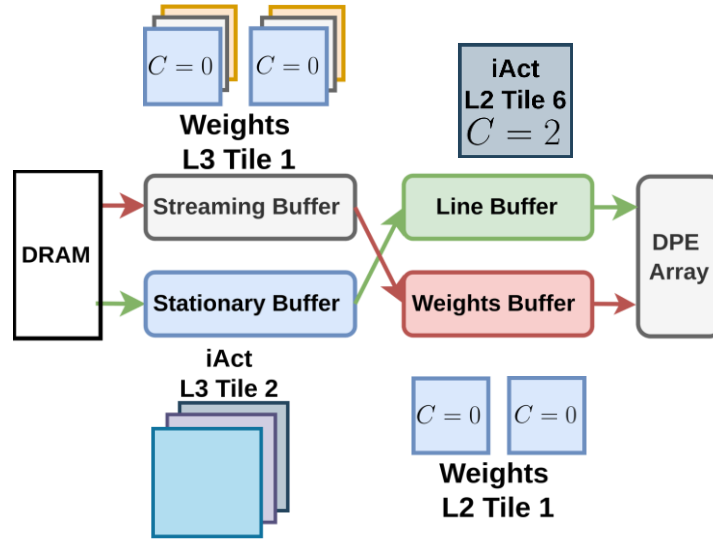 C = 0
C = 0
Weights
L3 Tile 1
iAct
L2 Tile 6
C = 2
DRAM
Streaming Buffer
Line Buffer
DPE
Array
Stationary Buffer
Weights Buffer
iAct
L3 Tile 2
C = 0
C = 0
Weights
L2 Tile 1